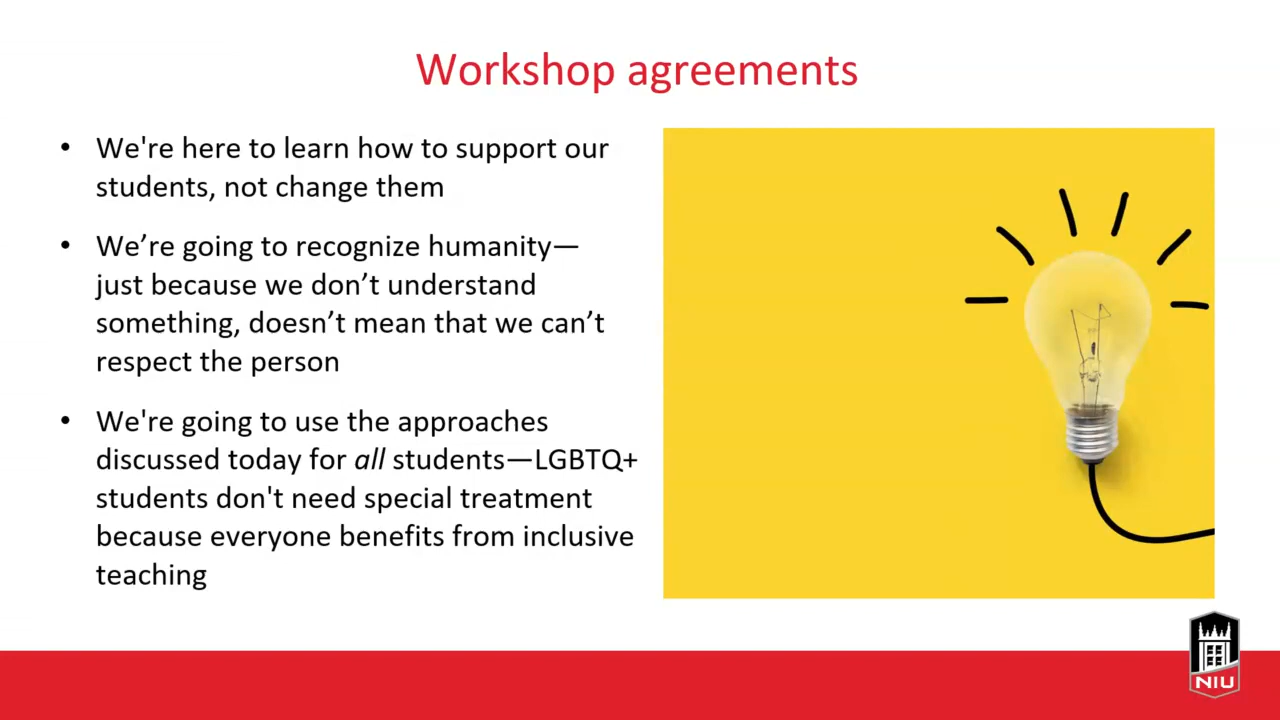 Workshop agreements
• We're here to learn how to support our
students, not change them
• We’re going to recognize humanity—
just because we don’t understand
something, doesn’t mean that we can’t
respect the person
• We're going to use the approaches
discussed today for all students—LGBTQ+
students don't need special treatment
because everyone benefits from inclusive
teaching
NIU